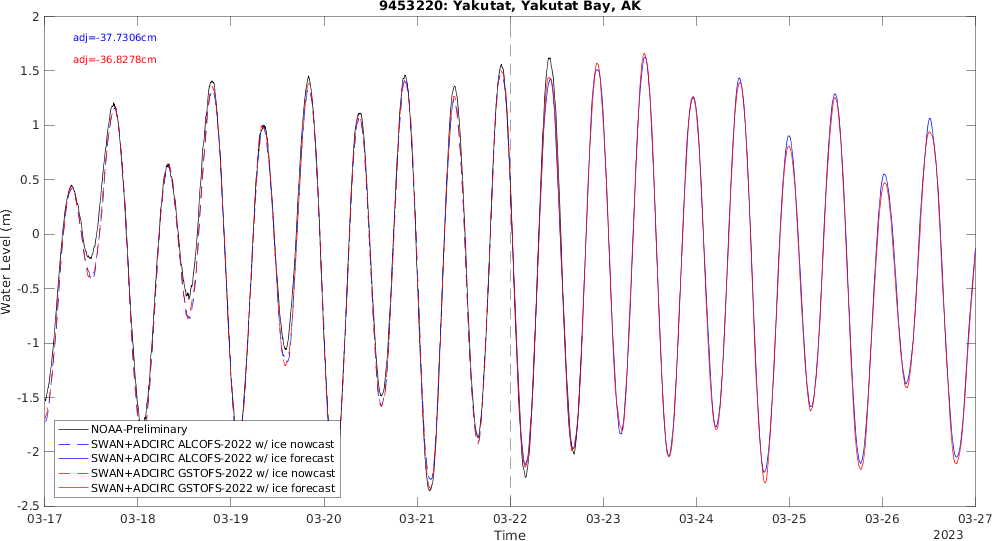 9453220: Yakutat, Yakutat Bay, AK
adj=-37.7306cm
adj=-36.8278cm
Water Level (m)
2
1.5
1
0.5
0
-0.5
-1
-1.5
-2
-2.5
NOAA-Preliminary
SWAN+ADCIRC ALCOFS-2022 w/ ice nowcast
SWAN+ADCIRC ALCOFS-2022 w/ ice forecast
SWAN+ADCIRC GSTOFS-2022 w/ ice nowcast
SWAN+ADCIRC GSTOFS-2022 w/ ice forecast
03-17 03-18 03-19 03-20 03-21 03-22 03-23 03-24 03-25 03-26 03-27
Time
2023